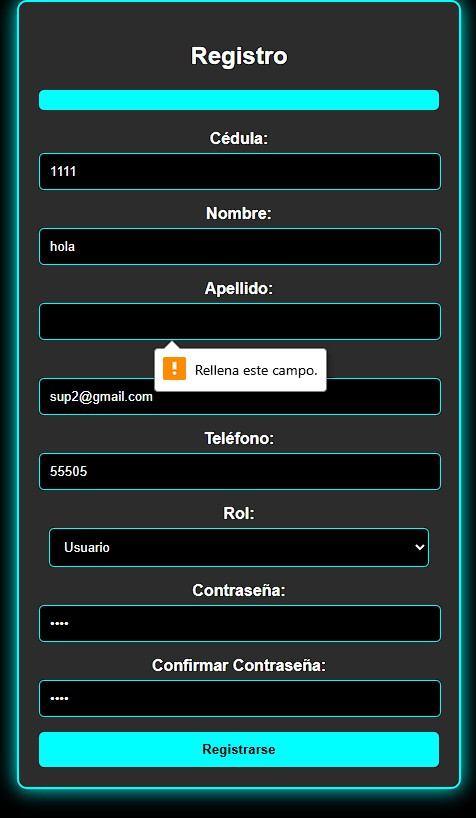 Registro
Cédula:
1111
Nombre:
hola
Apellido:
Rellena este campo.
sup2@gmail.com
Teléfono:
55505
Rol:
Usuario
Contraseña:
••••
Confirmar Contraseña:
••••
Registrarse